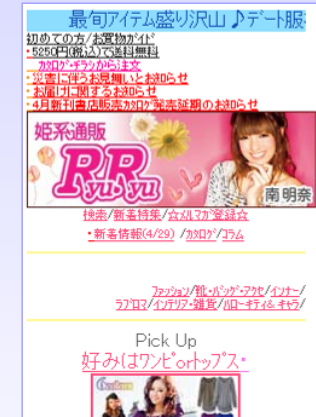 最旬アイテム盛り沢山♪デート服
初めての方/お買物ガイド
・5250円(税込)で送料無料
カタログ・チラシから注文
・災害に伴うお見舞いとお知らせ
・お届けに関するお知らせ
・4月新刊書店販売カタログ発売延期のお知らせ
姫系通販
RyuRyu
南明奈
検索/新着特集/☆メルマガ登録☆
・新着情報(4/29) /カタログ/コラム
ファッション/靴・バッグ・アクセ/インナー/
ラブロマ/インテリア・雑貨/ハローキティ&キャラ/
Pick Up
好みはワンピorトップス*
6colors